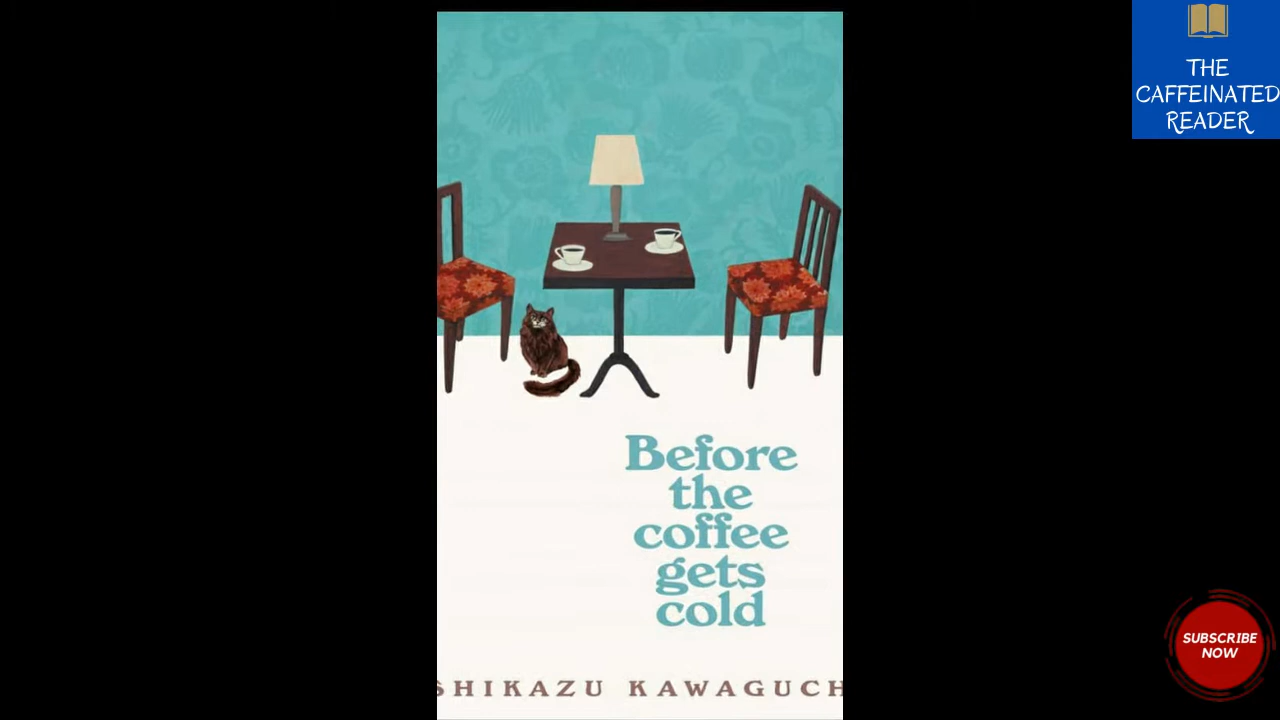 THE
CAFFEINATED
READER
Before
the
coffee
gets
cold
SHIKAZU KAWAGUCH
SUBSCRIBE
NOW